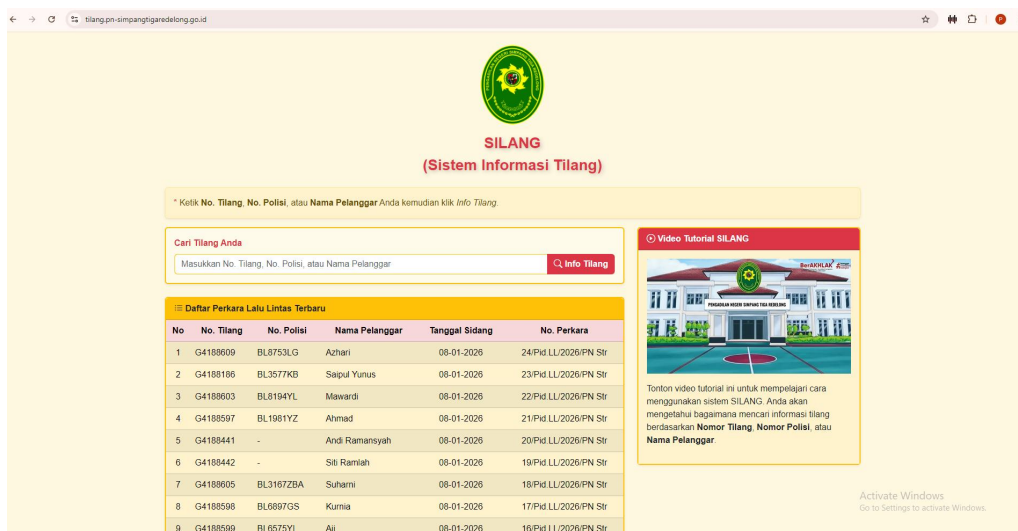 tilang.pn-simpangtigaredelong.go.id
SILANG
(Sistem Informasi Tilang)
* Ketik No. Tilang, No. Polisi, atau Nama Pelanggar Anda kemudian klik Info Tilang.
Cari Tilang Anda
Masukkan No. Tilang, No. Polisi, atau Nama Pelanggar
Info Tilang
Daftar Perkara Lalu Lintas Terbaru
No No. Tilang No. Polisi Nama Pelanggar Tanggal Sidang No. Perkara
1 G4188609 BL8753LG Azhari 08-01-2026 24/Pid.LL/2026/PN Str
2 G4188186 BL3577KB Saipul Yunus 08-01-2026 23/Pid.LL/2026/PN Str
3 G4188603 BL8194YL Mawardi 08-01-2026 22/Pid.LL/2026/PN Str
4 G4188597 BL1981YZ Ahmad 08-01-2026 21/Pid.LL/2026/PN Str
5 G4188441 - Andi Ramansyah 08-01-2026 20/Pid.LL/2026/PN Str
6 G4188442 - Siti Ramlah 08-01-2026 19/Pid.LL/2026/PN Str
7 G4188605 BL3167ZBA Suharni 08-01-2026 18/Pid.LL/2026/PN Str
8 G4188598 BL6897GS Kurnia 08-01-2026 17/Pid.LL/2026/PN Str
9 G4188599 BL6575YL Aji 08-01-2026 16/Pid.LL/2026/PN Str
Video Tutorial SILANG
BerAKHLAK
PENGADILAN NEGERI SIMPANG TIGA REDELONG
Tonton video tutorial ini untuk mempelajari cara
menggunakan sistem SILANG. Anda akan
mengetahui bagaimana mencari informasi tilang
berdasarkan Nomor Tilang, Nomor Polisi, atau
Nama Pelanggar.
Activate Windows
Go to Settings to activate Windows.
P